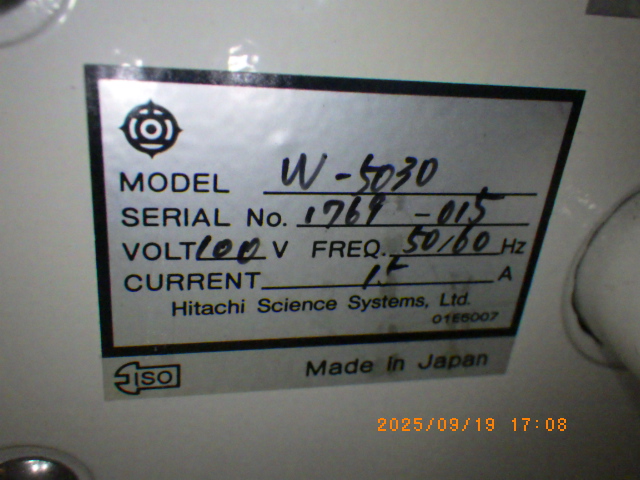 MODEL W-5030
SERIAL No. 1769-015
VOLT 100 V FREQ. 50/60 Hz
CURRENT 15 A
Hitachi Science Systems, Ltd.
0166007
ISO Made in Japan
2025/09/19 17:08